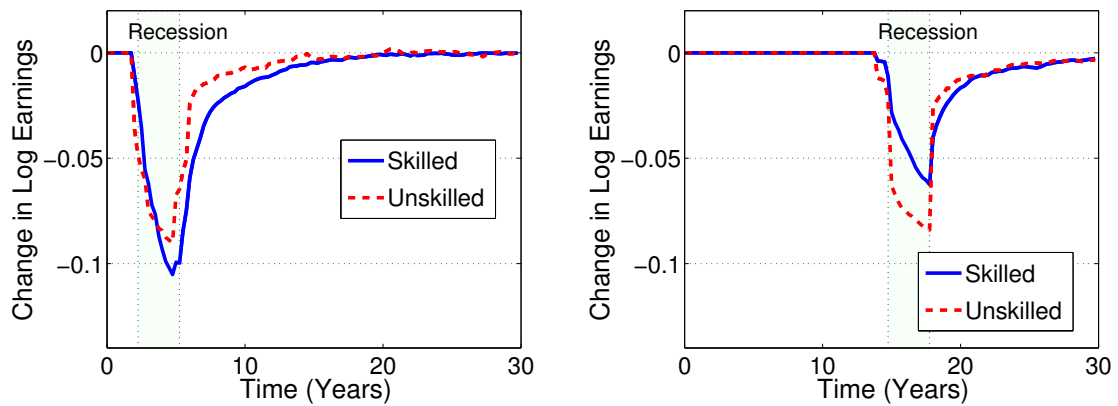 Recession
Change in Log Earnings
0
−0.05
−0.1
Skilled
Unskilled
0
10
20
30
Time (Years)
Recession
Change in Log Earnings
0
−0.05
−0.1
Skilled
Unskilled
0
10
20
30
Time (Years)